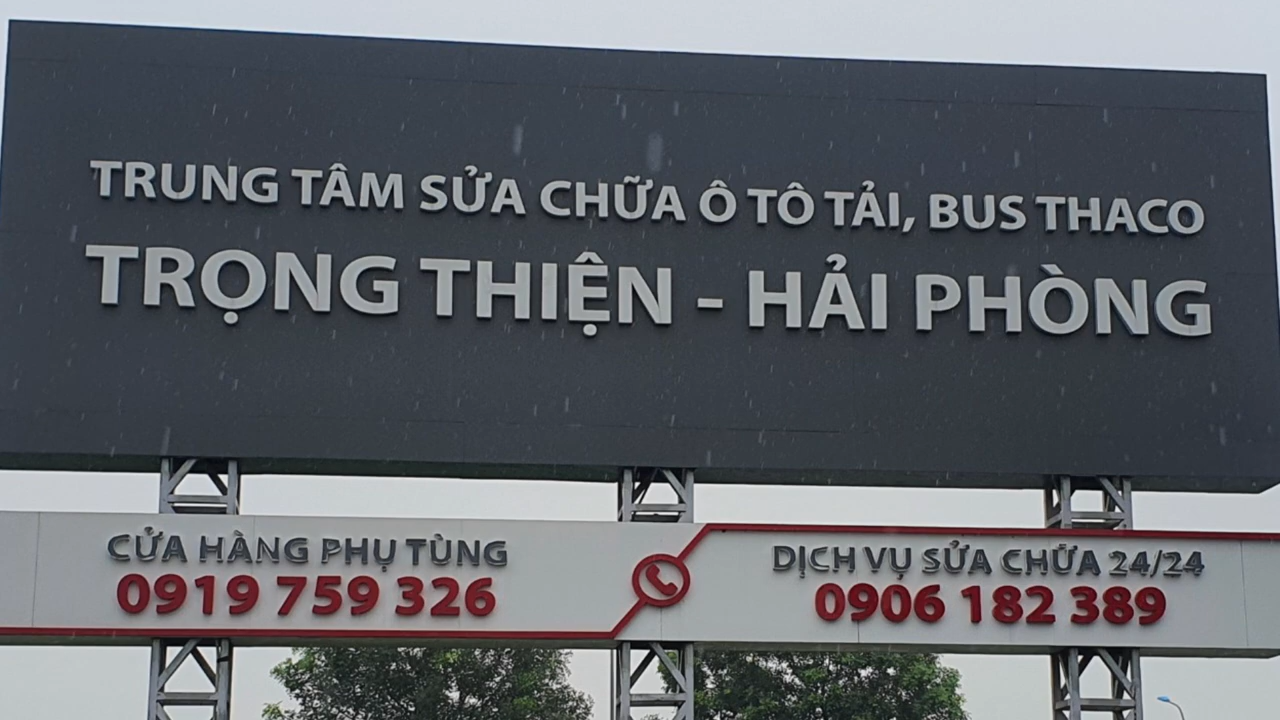 TRUNG TÂM SỬA CHỮA Ô TÔ TẢI, BUS THACO
TRỌNG THIỆN - HẢI PHÒNG
CỬA HÀNG PHỤ TÙNG
0919 759 326
DỊCH VỤ SỬA CHỮA 24/24
0906 182 389